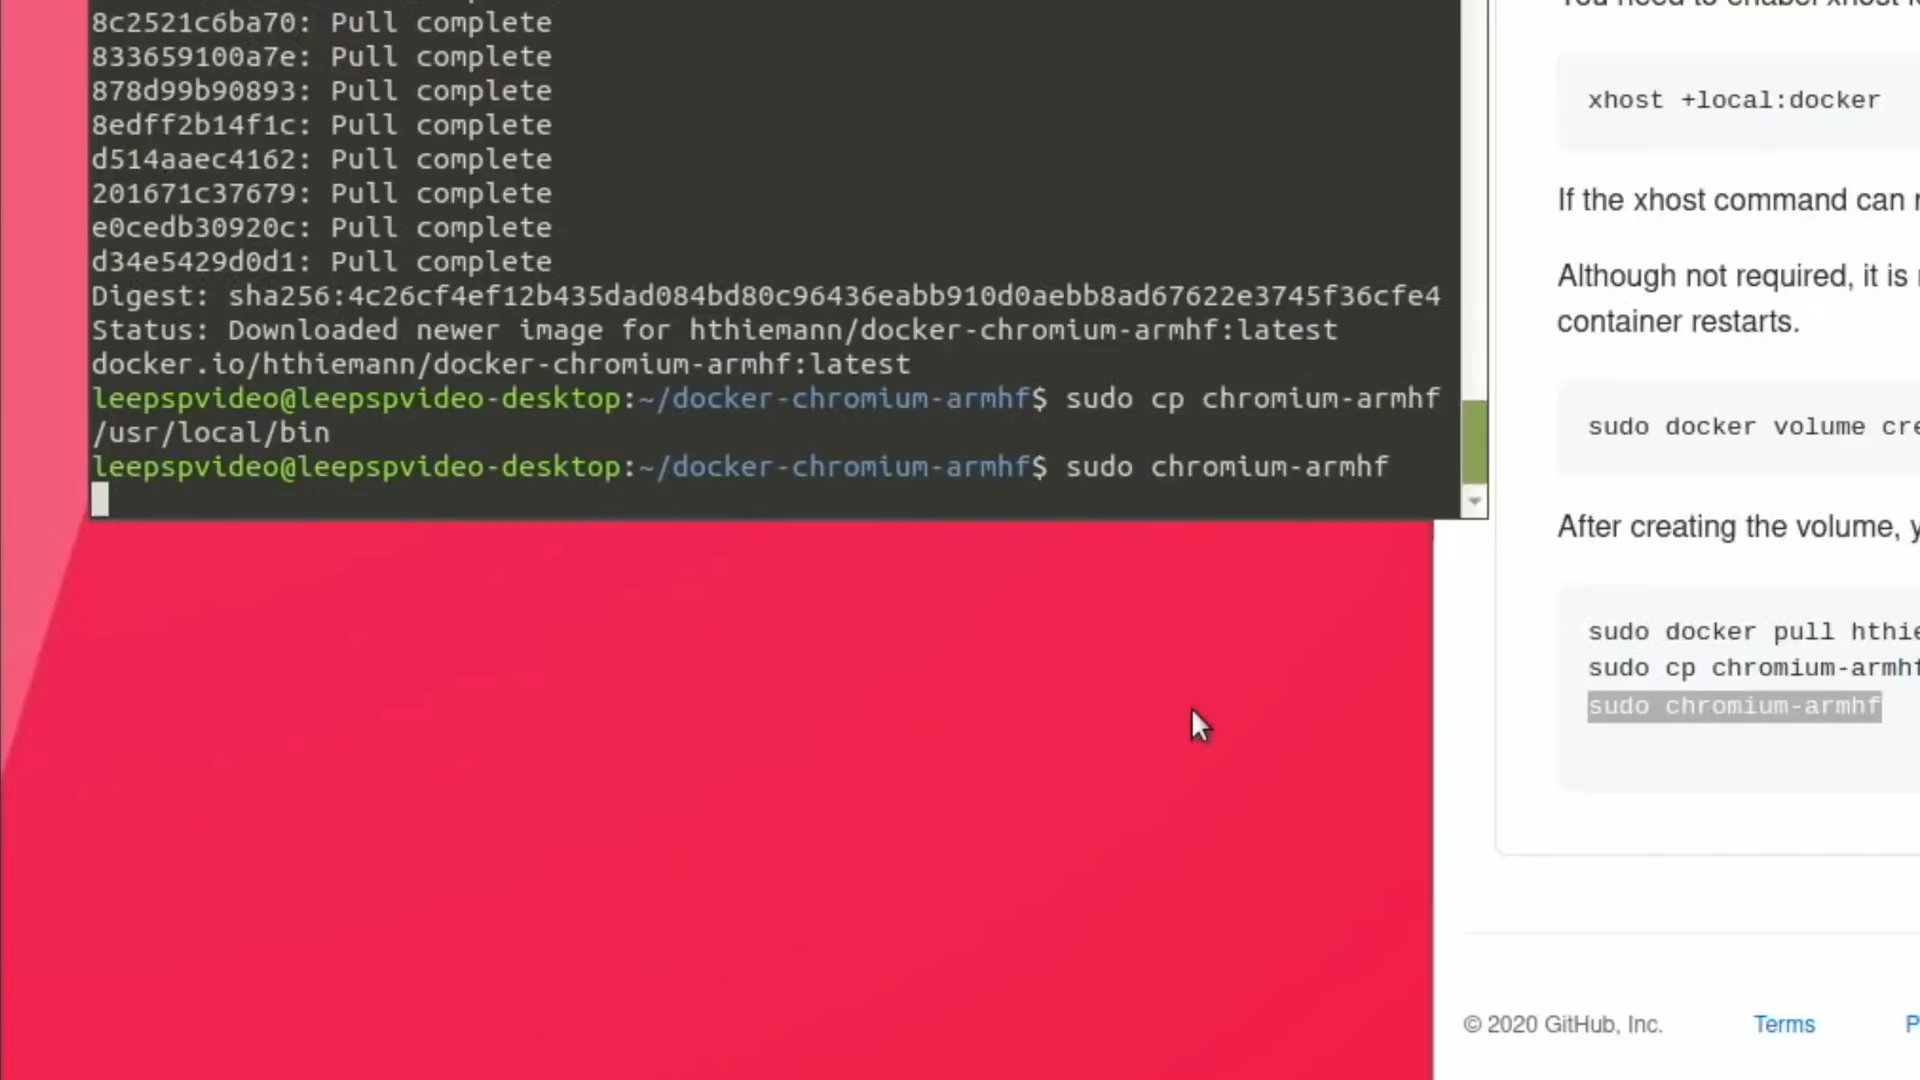 8c2521c6ba70: Pull complete
833659100a7e: Pull complete
878d99b90893: Pull complete
8edff2b14f1c: Pull complete
d514aaec4162: Pull complete
201671c37679: Pull complete
e0cedb30920c: Pull complete
d34e5429d0d1: Pull complete
Digest: sha256:4c26cf4ef12b435dad084bd80c96436eabb910d0aebb8ad67622e3745f36cfe4
Status: Downloaded newer image for hthiemann/docker-chromium-armhf:latest
docker.io/hthiemann/docker-chromium-armhf:latest
leepspvideo@leepspvideo-desktop:~/docker-chromium-armhf$ sudo cp chromium-armhf
/usr/local/bin
leepspvideo@leepspvideo-desktop:~/docker-chromium-armhf$ sudo chromium-armhf
xhost +local:docker
If the xhost command can
Although not required, it is
container restarts.
sudo docker volume cre
After creating the volume, y
sudo docker pull hthie
sudo cp chromium-armhf
sudo chromium-armhf
© 2020 GitHub, Inc.
Terms
P